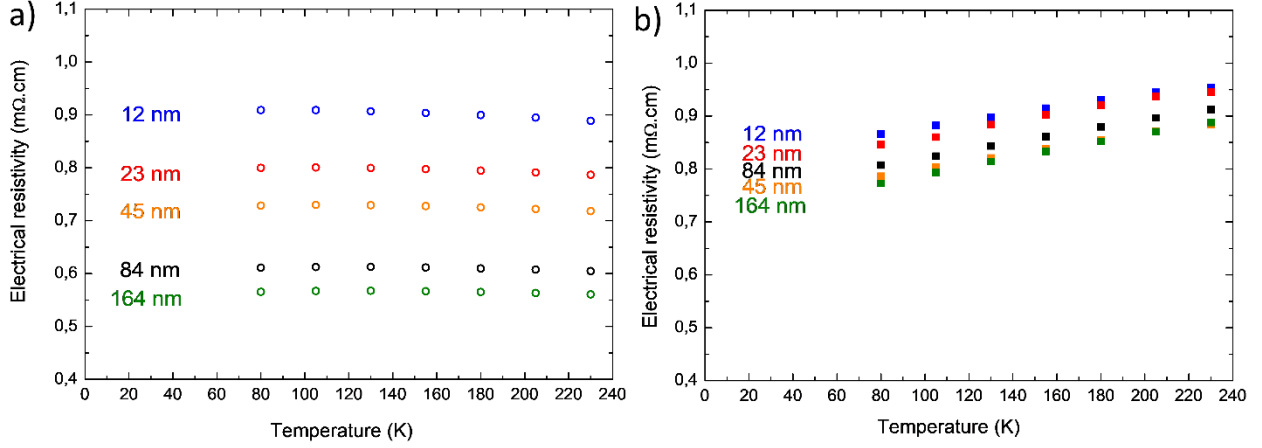 a)
1,1
1,0
0,9
0,8
0,7
0,6
0,5
0,4
Electrical resistivity (mΩ.cm)
12 nm
23 nm
45 nm
84 nm
164 nm
0 20 40 60 80 100 120 140 160 180 200 220 240
Temperature (K)
b)
1,1
1,0
0,9
0,8
0,7
0,6
0,5
0,4
Electrical resistivity (mΩ.cm)
12 nm
23 nm
84 nm
45 nm
164 nm
0 20 40 60 80 100 120 140 160 180 200 220 240
Temperature (K)